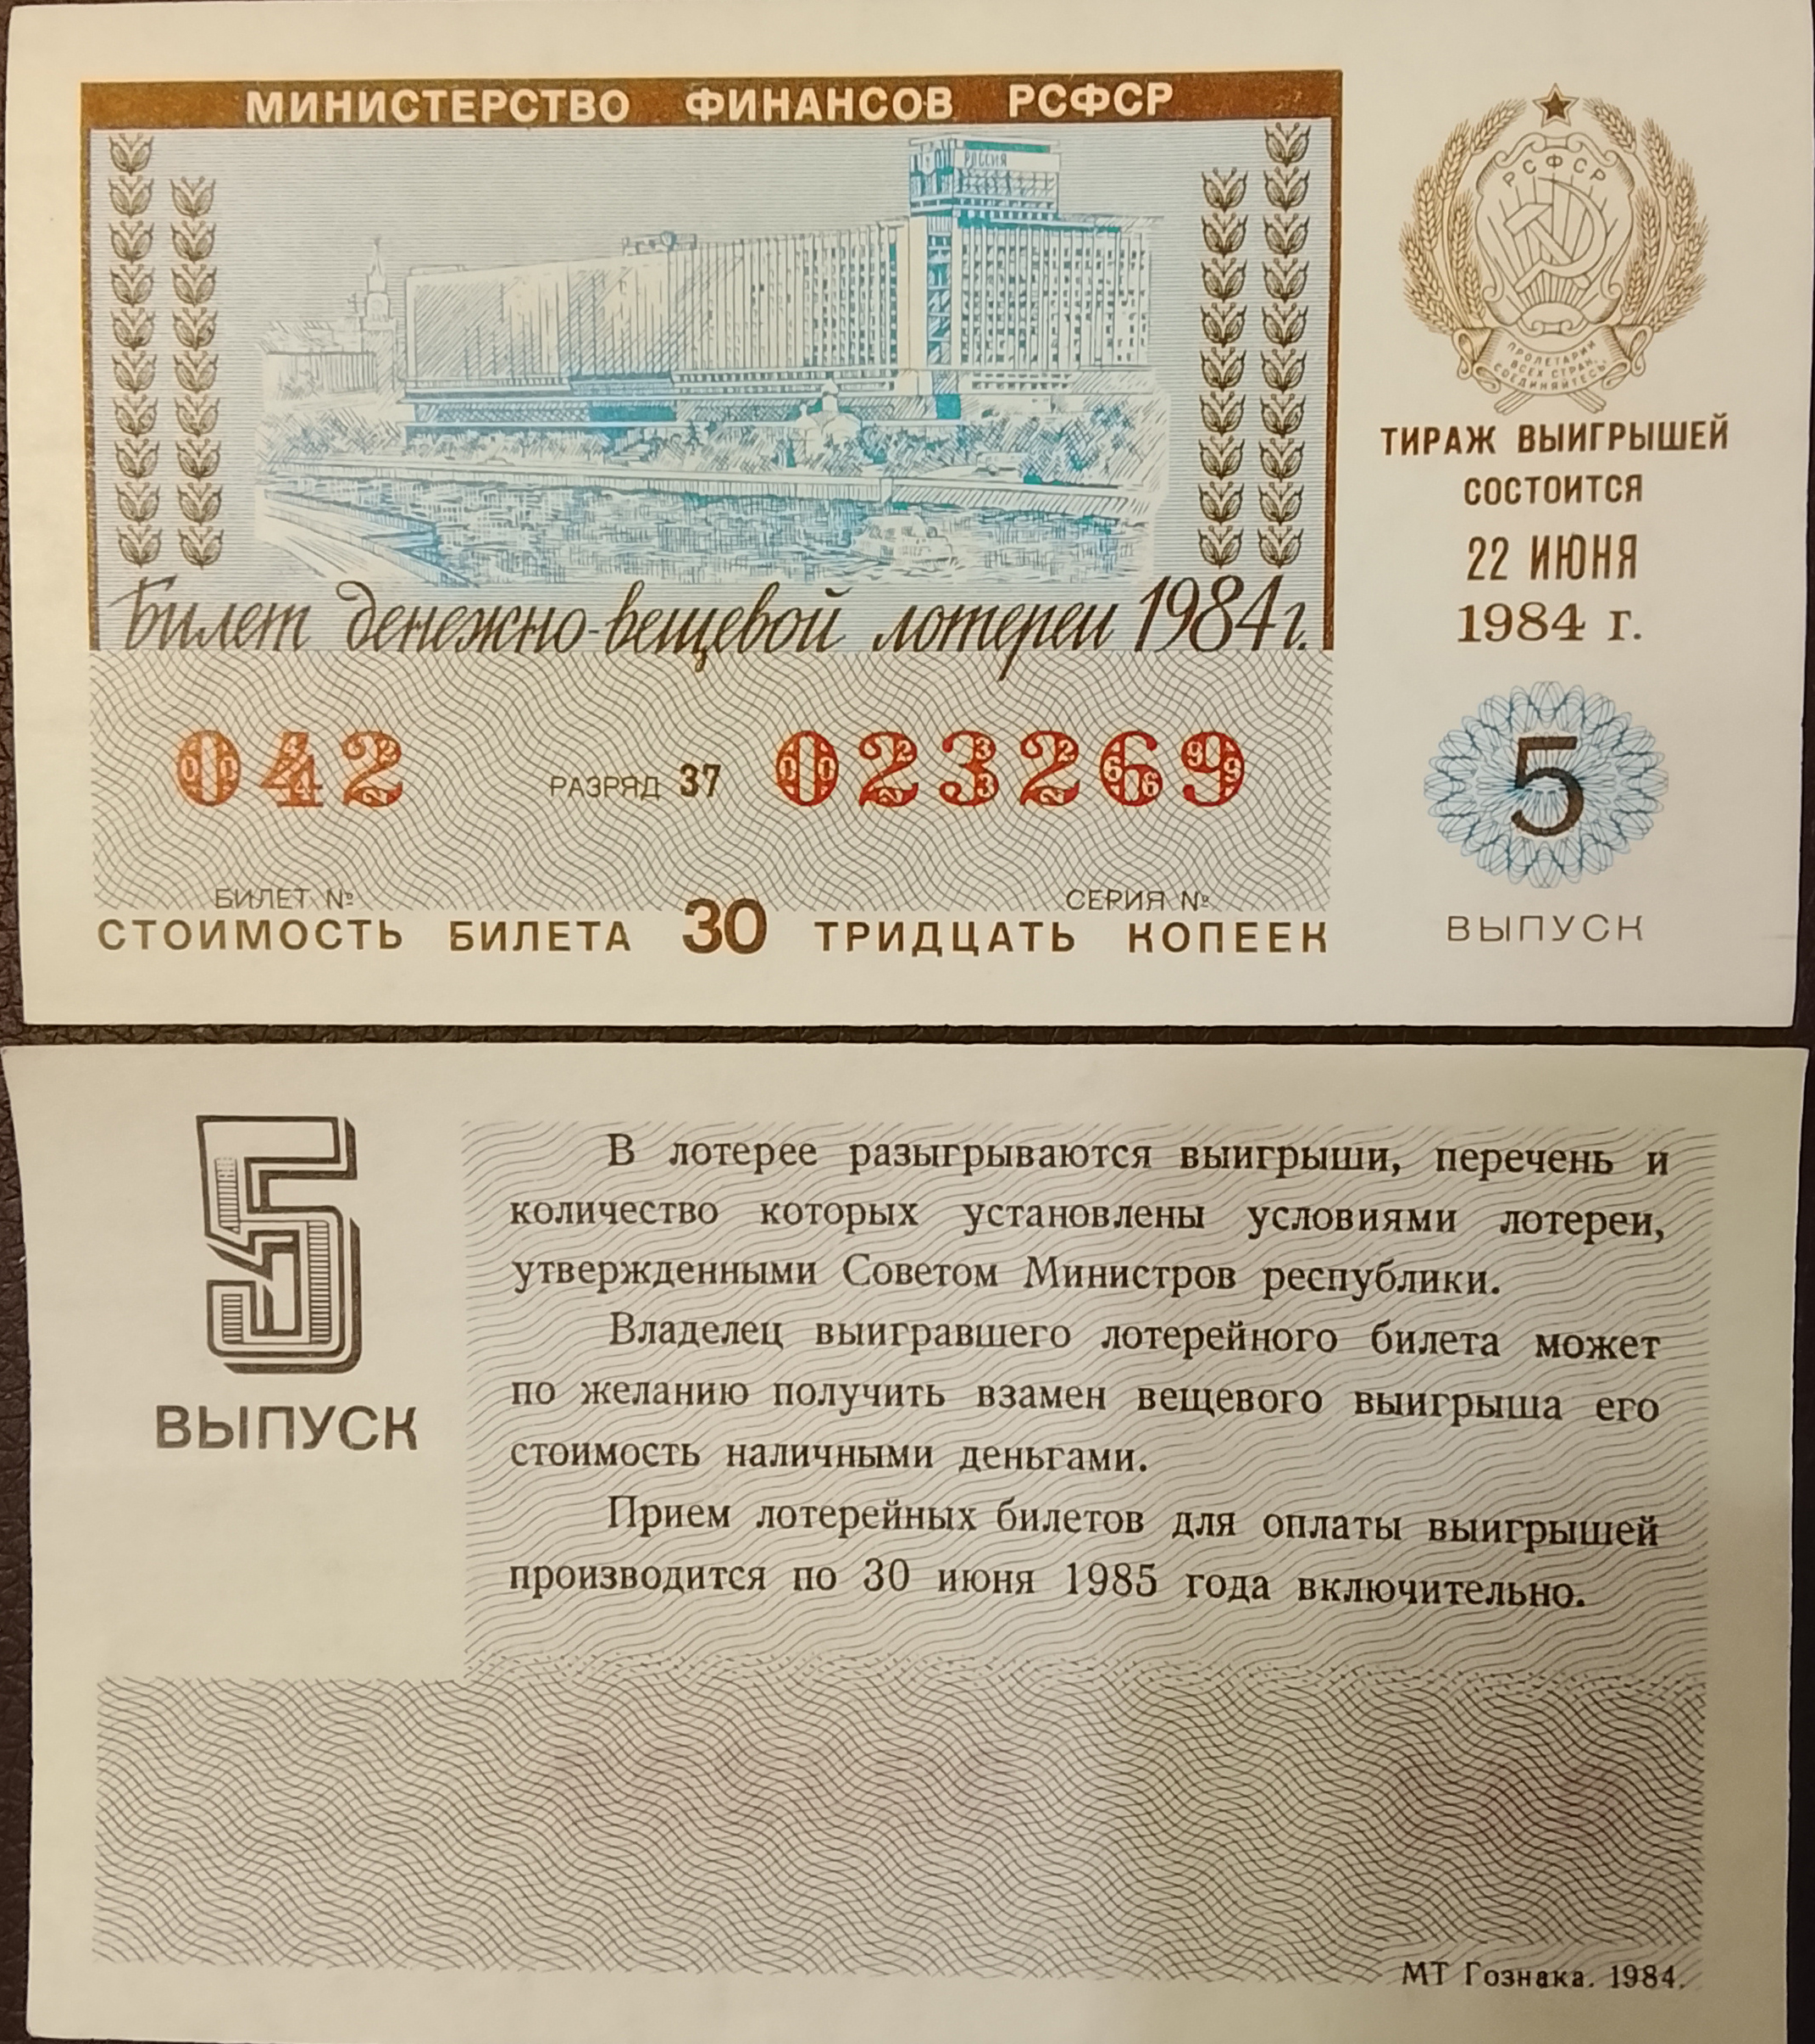 МИНИСТЕРСТВО ФИНАНСОВ РСФСР
РОССИЯ
РСФСР
ПРОЛЕТАРИИ
ВСЕХ СТРАН,
СОЕДИНЯЙТЕСЬ!
ТИРАЖ ВЫИГРЫШЕЙ
СОСТОИТСЯ
22 ИЮНЯ
1984 г.
Билет денежно-вещевой лотереи 1984 г.
042 РАЗРЯД 37 023269
5
БИЛЕТ № СЕРИЯ №
СТОИМОСТЬ БИЛЕТА 30 ТРИДЦАТЬ КОПЕЕК
ВЫПУСК
5
ВЫПУСК
В лотерее разыгрываются выигрыши, перечень и
количество которых установлены условиями лотереи,
утвержденными Советом Министров республики.
Владелец выигравшего лотерейного билета может
по желанию получить взамен вещевого выигрыша его
стоимость наличными деньгами.
Прием лотерейных билетов для оплаты выигрышей
производится по 30 июня 1985 года включительно.
МТ Гознака. 1984.